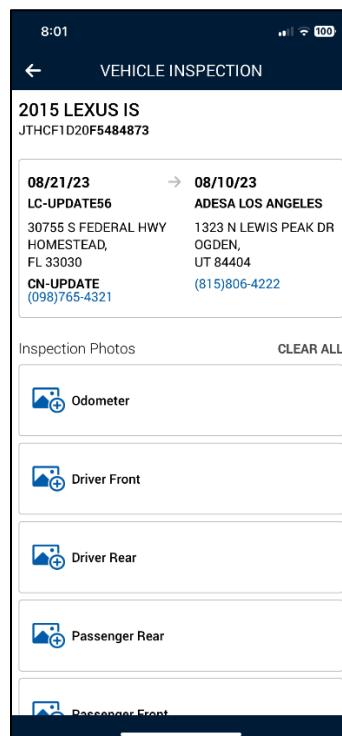 8:01
100
VEHICLE INSPECTION
2015 LEXUS IS
JTHCF1D20F5484873
08/21/23
LC-UPDATE56
30755 S FEDERAL HWY
HOMESTEAD,
FL 33030
CN-UPDATE
(098)765-4321
08/10/23
ADESA LOS ANGELES
1323 N LEWIS PEAK DR
OGDEN,
UT 84404
(815)806-4222
Inspection Photos
CLEAR ALL
Odometer
Driver Front
Driver Rear
Passenger Rear
Passenger Front